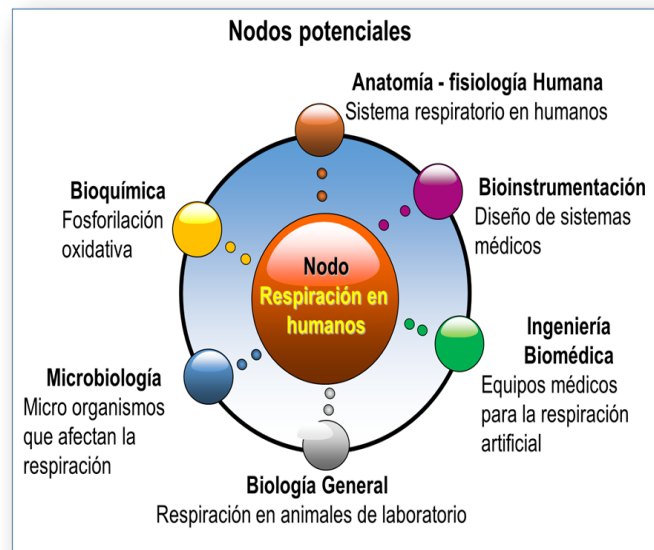 Nodos potenciales
Anatomía - fisiología Humana
Sistema respiratorio en humanos
Bioinstrumentación
Diseño de sistemas
médicos
Ingeniería
Biomédica
Equipos médicos
para la respiración
artificial
Biología General
Respiración en animales de laboratorio
Microbiología
Micro organismos
que afectan la
respiración
Bioquímica
Fosforilación
oxidativa
Nodo
Respiración en
humanos